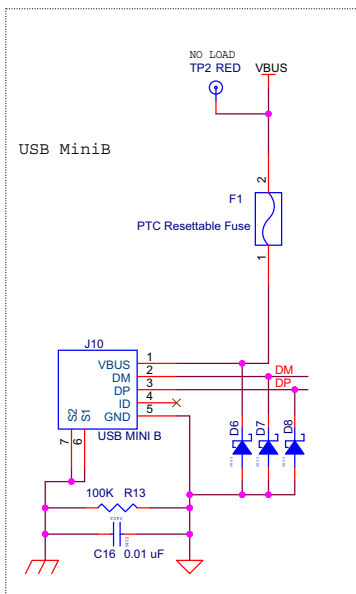 NO LOAD
TP2 RED
VBUS
USB MiniB
2
F1
PTC Resettable Fuse
1
J10
VBUS 1
DM 2
DP 3
ID 4
GND 5
DM
DP
S2 S1
7 6
USB MINI B
D6 D7 D8
100K R13
C16 0.01 uF